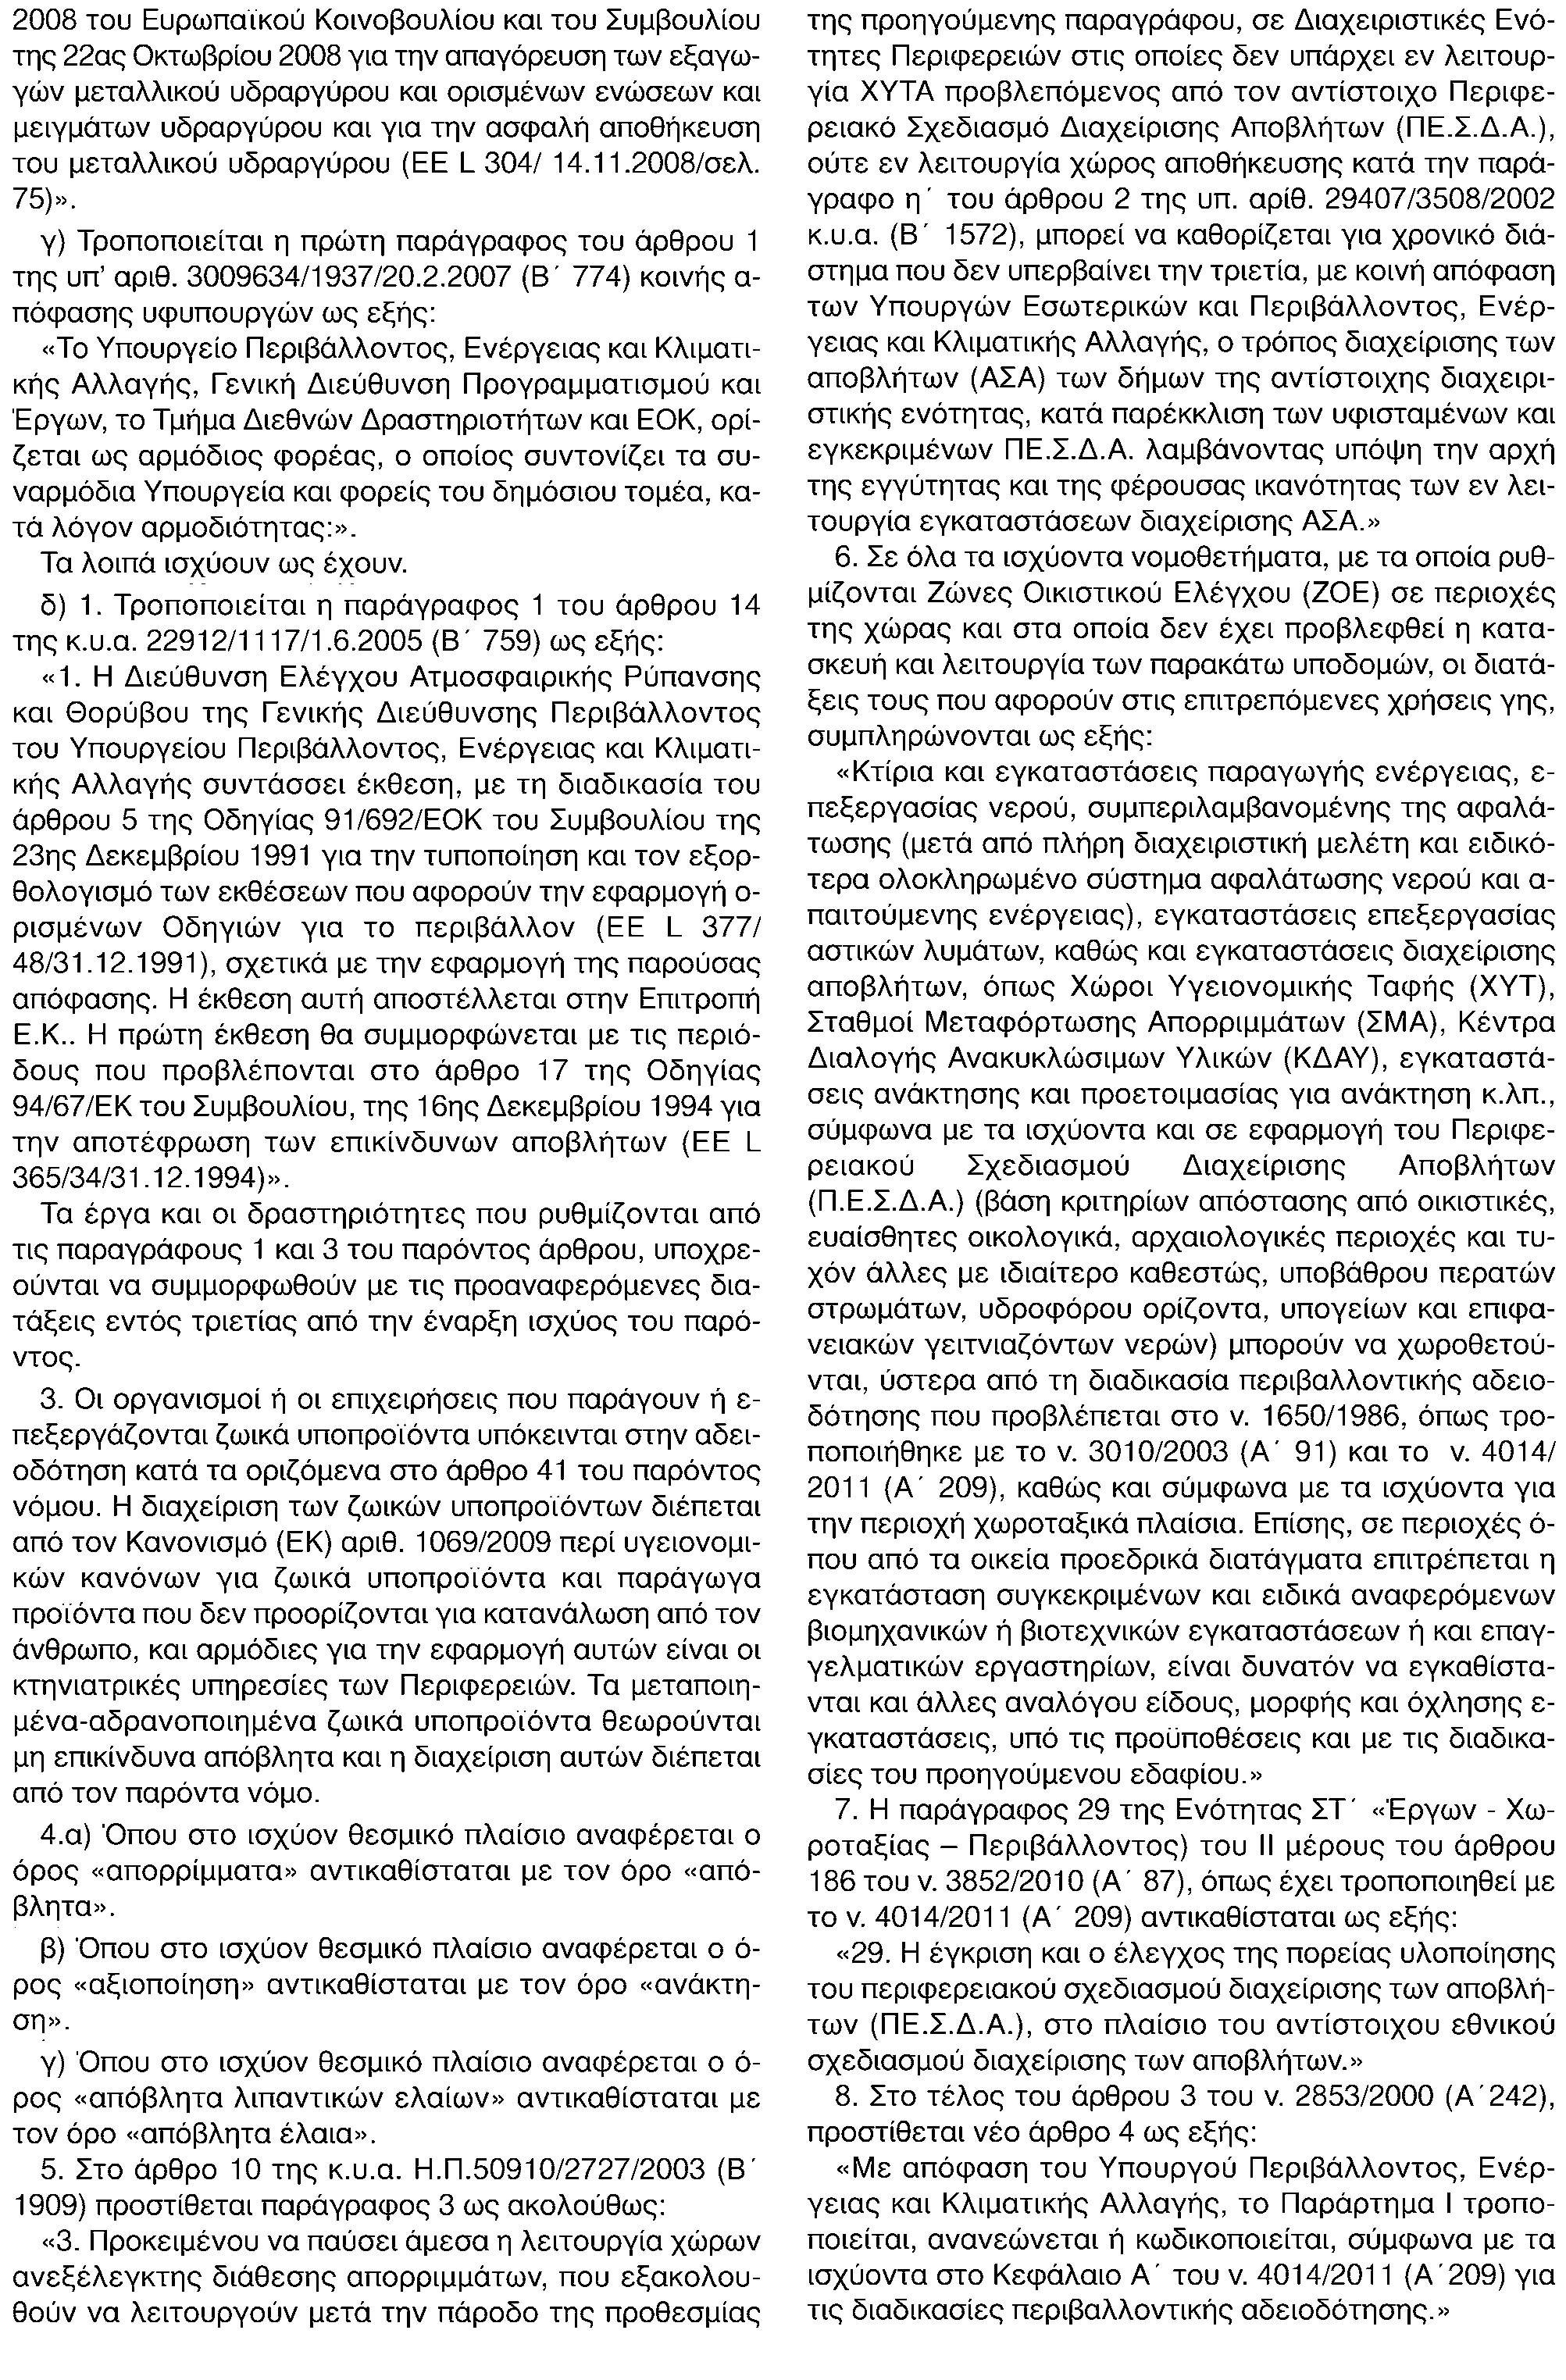 2008 του Ευρωπαϊκού Κοινοβουλίου και του Συμβουλίου
της 22ας Οκτωβρίου 2008 για την απαγόρευση των εξαγω-
γών μεταλλικού υδραργύρου και ορισμένων ενώσεων και
μειγμάτων υδραργύρου και για την ασφαλή αποθήκευση
του μεταλλικού υδραργύρου (ΕΕ L 304/ 14.11.2008/σελ.
75)».
γ) Τροποποιείται η πρώτη παράγραφος του άρθρου 1
της υπ’ αριθ. 3009634/1937/20.2.2007 (Β΄ 774) κοινής α-
πόφασης υφυπουργών ως εξής:
«Το Υπουργείο Περιβάλλοντος, Ενέργειας και Κλιματι-
κής Αλλαγής, Γενική Διεύθυνση Προγραμματισμού και
Έργων, το Τμήμα Διεθνών Δραστηριοτήτων και ΕΟΚ, ορί-
ζεται ως αρμόδιος φορέας, ο οποίος συντονίζει τα συ-
ναρμόδια Υπουργεία και φορείς του δημόσιου τομέα, κα-
τά λόγον αρμοδιότητας:».
Τα λοιπά ισχύουν ως έχουν.
δ) 1. Τροποποιείται η παράγραφος 1 του άρθρου 14
της κ.υ.α. 22912/1117/1.6.2005 (Β΄ 759) ως εξής:
«1. Η Διεύθυνση Ελέγχου Ατμοσφαιρικής Ρύπανσης
και Θορύβου της Γενικής Διεύθυνσης Περιβάλλοντος
του Υπουργείου Περιβάλλοντος, Ενέργειας και Κλιματι-
κής Αλλαγής συντάσσει έκθεση, με τη διαδικασία του
άρθρου 5 της Οδηγίας 91/692/ΕΟΚ του Συμβουλίου της
23ης Δεκεμβρίου 1991 για την τυποποίηση και τον εξορ-
θολογισμό των εκθέσεων που αφορούν την εφαρμογή ο-
ρισμένων Οδηγιών για το περιβάλλον (ΕΕ L 377/
48/31.12.1991), σχετικά με την εφαρμογή της παρούσας
απόφασης. Η έκθεση αυτή αποστέλλεται στην Επιτροπή
Ε.Κ.. Η πρώτη έκθεση θα συμμορφώνεται με τις περιό-
δους που προβλέπονται στο άρθρο 17 της Οδηγίας
94/67/ΕΚ του Συμβουλίου, της 16ης Δεκεμβρίου 1994 για
την αποτέφρωση των επικίνδυνων αποβλήτων (ΕΕ L
365/34/31.12.1994)».
Τα έργα και οι δραστηριότητες που ρυθμίζονται από
τις παραγράφους 1 και 3 του παρόντος άρθρου, υποχρε-
ούνται να συμμορφωθούν με τις προαναφερόμενες δια-
τάξεις εντός τριετίας από την έναρξη ισχύος του παρό-
ντος.
3. Οι οργανισμοί ή οι επιχειρήσεις που παράγουν ή ε-
πεξεργάζονται ζωικά υποπροϊόντα υπόκεινται στην αδει-
οδότηση κατά τα οριζόμενα στο άρθρο 41 του παρόντος
νόμου. Η διαχείριση των ζωικών υποπροϊόντων διέπεται
από τον Κανονισμό (ΕΚ) αριθ. 1069/2009 περί υγειονομι-
κών κανόνων για ζωικά υποπροϊόντα και παράγωγα
προϊόντα που δεν προορίζονται για κατανάλωση από τον
άνθρωπο, και αρμόδιες για την εφαρμογή αυτών είναι οι
κτηνιατρικές υπηρεσίες των Περιφερειών. Τα μεταποιη-
μένα-αδρανοποιημένα ζωικά υποπροϊόντα θεωρούνται
μη επικίνδυνα απόβλητα και η διαχείριση αυτών διέπεται
από τον παρόντα νόμο.
4.α) Όπου στο ισχύον θεσμικό πλαίσιο αναφέρεται ο
όρος «απορρίμματα» αντικαθίσταται με τον όρο «από-
βλητα».
β) Όπου στο ισχύον θεσμικό πλαίσιο αναφέρεται ο ό-
ρος «αξιοποίηση» αντικαθίσταται με τον όρο «ανάκτη-
ση».
γ) Όπου στο ισχύον θεσμικό πλαίσιο αναφέρεται ο ό-
ρος «απόβλητα λιπαντικών ελαίων» αντικαθίσταται με
τον όρο «απόβλητα έλαια».
5. Στο άρθρο 10 της κ.υ.α. Η.Π.50910/2727/2003 (Β΄
1909) προστίθεται παράγραφος 3 ως ακολούθως:
«3. Προκειμένου να παύσει άμεσα η λειτουργία χώρων
ανεξέλεγκτης διάθεσης απορριμμάτων, που εξακολου-
θούν να λειτουργούν μετά την πάροδο της προθεσμίας
της προηγούμενης παραγράφου, σε Διαχειριστικές Ενό-
τητες Περιφερειών στις οποίες δεν υπάρχει εν λειτουρ-
γία ΧΥΤΑ προβλεπόμενος από τον αντίστοιχο Περιφε-
ρειακό Σχεδιασμό Διαχείρισης Αποβλήτων (ΠΕ.Σ.Δ.Α.),
ούτε εν λειτουργία χώρος αποθήκευσης κατά την παρά-
γραφο η΄ του άρθρου 2 της υπ. αρίθ. 29407/3508/2002
κ.υ.α. (Β΄ 1572), μπορεί να καθορίζεται για χρονικό διά-
στημα που δεν υπερβαίνει την τριετία, με κοινή απόφαση
των Υπουργών Εσωτερικών και Περιβάλλοντος, Ενέρ-
γειας και Κλιματικής Αλλαγής, ο τρόπος διαχείρισης των
αποβλήτων (ΑΣΑ) των δήμων της αντίστοιχης διαχειρι-
στικής ενότητας, κατά παρέκκλιση των υφισταμένων και
εγκεκριμένων ΠΕ.Σ.Δ.Α. λαμβάνοντας υπόψη την αρχή
της εγγύτητας και της φέρουσας ικανότητας των εν λει-
τουργία εγκαταστάσεων διαχείρισης ΑΣΑ.»
6. Σε όλα τα ισχύοντα νομοθετήματα, με τα οποία ρυθ-
μίζονται Ζώνες Οικιστικού Ελέγχου (ΖΟΕ) σε περιοχές
της χώρας και στα οποία δεν έχει προβλεφθεί η κατα-
σκευή και λειτουργία των παρακάτω υποδομών, οι διατά-
ξεις τους που αφορούν στις επιτρεπόμενες χρήσεις γης,
συμπληρώνονται ως εξής:
«Κτίρια και εγκαταστάσεις παραγωγής ενέργειας, ε-
πεξεργασίας νερού, συμπεριλαμβανομένης της αφαλά-
τωσης (μετά από πλήρη διαχειριστική μελέτη και ειδικό-
τερα ολοκληρωμένο σύστημα αφαλάτωσης νερού και α-
παιτούμενης ενέργειας), εγκαταστάσεις επεξεργασίας
αστικών λυμάτων, καθώς και εγκαταστάσεις διαχείρισης
αποβλήτων, όπως Χώροι Υγειονομικής Ταφής (ΧΥΤ),
Σταθμοί Μεταφόρτωσης Απορριμμάτων (ΣΜΑ), Κέντρα
Διαλογής Ανακυκλώσιμων Υλικών (ΚΔΑΥ), εγκαταστά-
σεις ανάκτησης και προετοιμασίας για ανάκτηση κ.λπ.,
σύμφωνα με τα ισχύοντα και σε εφαρμογή του Περιφε-
ρειακού Σχεδιασμού Διαχείρισης Αποβλήτων
(Π.Ε.Σ.Δ.Α.) (βάση κριτηρίων απόστασης από οικιστικές,
ευαίσθητες οικολογικά, αρχαιολογικές περιοχές και τυ-
χόν άλλες με ιδιαίτερο καθεστώς, υποβάθρου περατών
στρωμάτων, υδροφόρου ορίζοντα, υπογείων και επιφα-
νειακών γειτνιαζόντων νερών) μπορούν να χωροθετού-
νται, ύστερα από τη διαδικασία περιβαλλοντικής αδειο-
δότησης που προβλέπεται στο ν. 1650/1986, όπως τρο-
ποποιήθηκε με το ν. 3010/2003 (Α΄ 91) και το ν. 4014/
2011 (Α΄ 209), καθώς και σύμφωνα με τα ισχύοντα για
την περιοχή χωροταξικά πλαίσια. Επίσης, σε περιοχές ό-
που από τα οικεία προεδρικά διατάγματα επιτρέπεται η
εγκατάσταση συγκεκριμένων και ειδικά αναφερόμενων
βιομηχανικών ή βιοτεχνικών εγκαταστάσεων ή και επαγ-
γελματικών εργαστηρίων, είναι δυνατόν να εγκαθίστα-
νται και άλλες αναλόγου είδους, μορφής και όχλησης ε-
γκαταστάσεις, υπό τις προϋποθέσεις και με τις διαδικα-
σίες του προηγούμενου εδαφίου.»
7. Η παράγραφος 29 της Ενότητας ΣΤ΄ «Έργων - Χω-
ροταξίας – Περιβάλλοντος) του ΙΙ μέρους του άρθρου
186 του ν. 3852/2010 (Α΄ 87), όπως έχει τροποποιηθεί με
το ν. 4014/2011 (Α΄ 209) αντικαθίσταται ως εξής:
«29. Η έγκριση και ο έλεγχος της πορείας υλοποίησης
του περιφερειακού σχεδιασμού διαχείρισης των αποβλή-
των (ΠΕ.Σ.Δ.Α.), στο πλαίσιο του αντίστοιχου εθνικού
σχεδιασμού διαχείρισης των αποβλήτων.»
8. Στο τέλος του άρθρου 3 του ν. 2853/2000 (Α΄242),
προστίθεται νέο άρθρο 4 ως εξής:
«Με απόφαση του Υπουργού Περιβάλλοντος, Ενέρ-
γειας και Κλιματικής Αλλαγής, το Παράρτημα Ι τροπο-
ποιείται, ανανεώνεται ή κωδικοποιείται, σύμφωνα με τα
ισχύοντα στο Κεφάλαιο Α΄ του ν. 4014/2011 (Α΄209) για
τις διαδικασίες περιβαλλοντικής αδειοδότησης.»